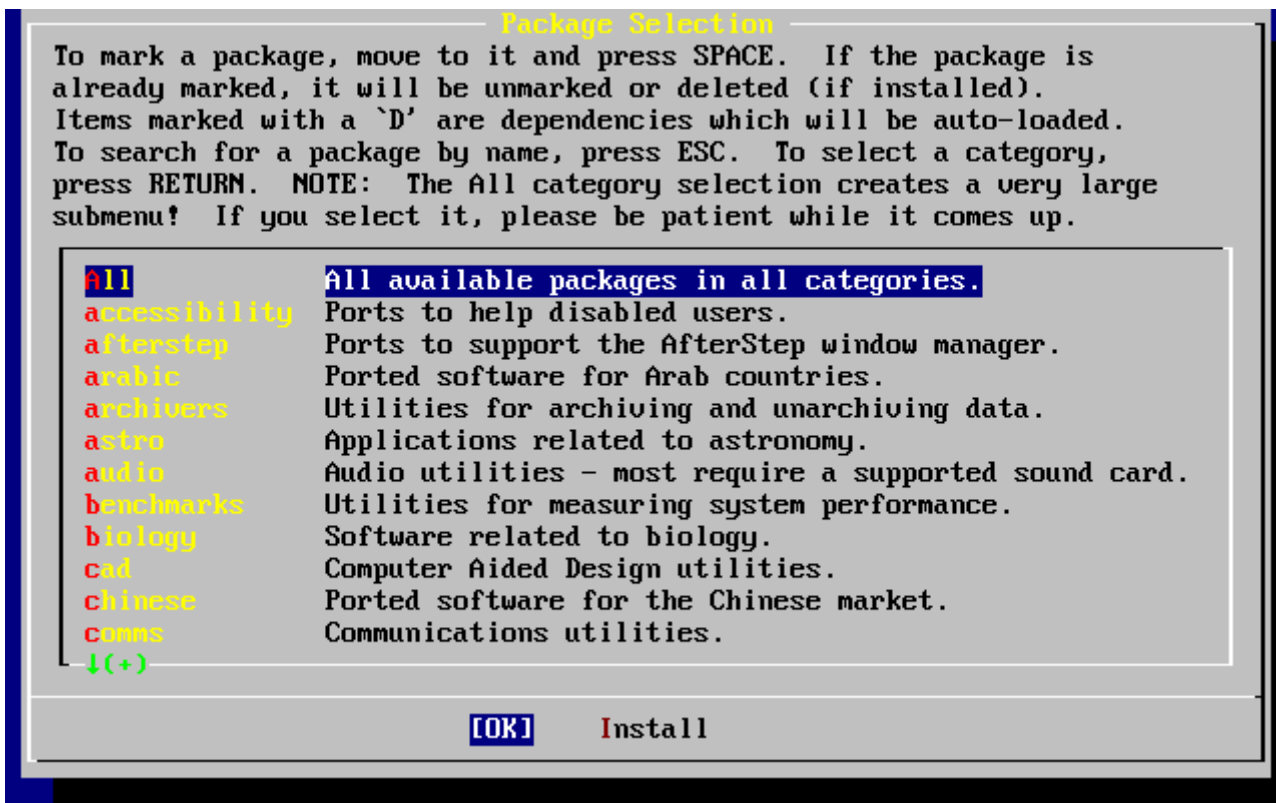 Package Selection
To mark a package, move to it and press SPACE.  If the package is
already marked, it will be unmarked or deleted (if installed).
Items marked with a `D' are dependencies which will be auto-loaded.
To search for a package by name, press ESC.  To select a category,
press RETURN.  NOTE:  The All category selection creates a very large
submenu!  If you select it, please be patient while it comes up.
All All available packages in all categories.
accessibility Ports to help disabled users.
afterstep Ports to support the AfterStep window manager.
arabic Ported software for Arab countries.
archivers Utilities for archiving and unarchiving data.
astro Applications related to astronomy.
audio Audio utilities - most require a supported sound card.
benchmarks Utilities for measuring system performance.
biology Software related to biology.
cad Computer Aided Design utilities.
chinese Ported software for the Chinese market.
comms Communications utilities.
↓(+)
[OK] Install